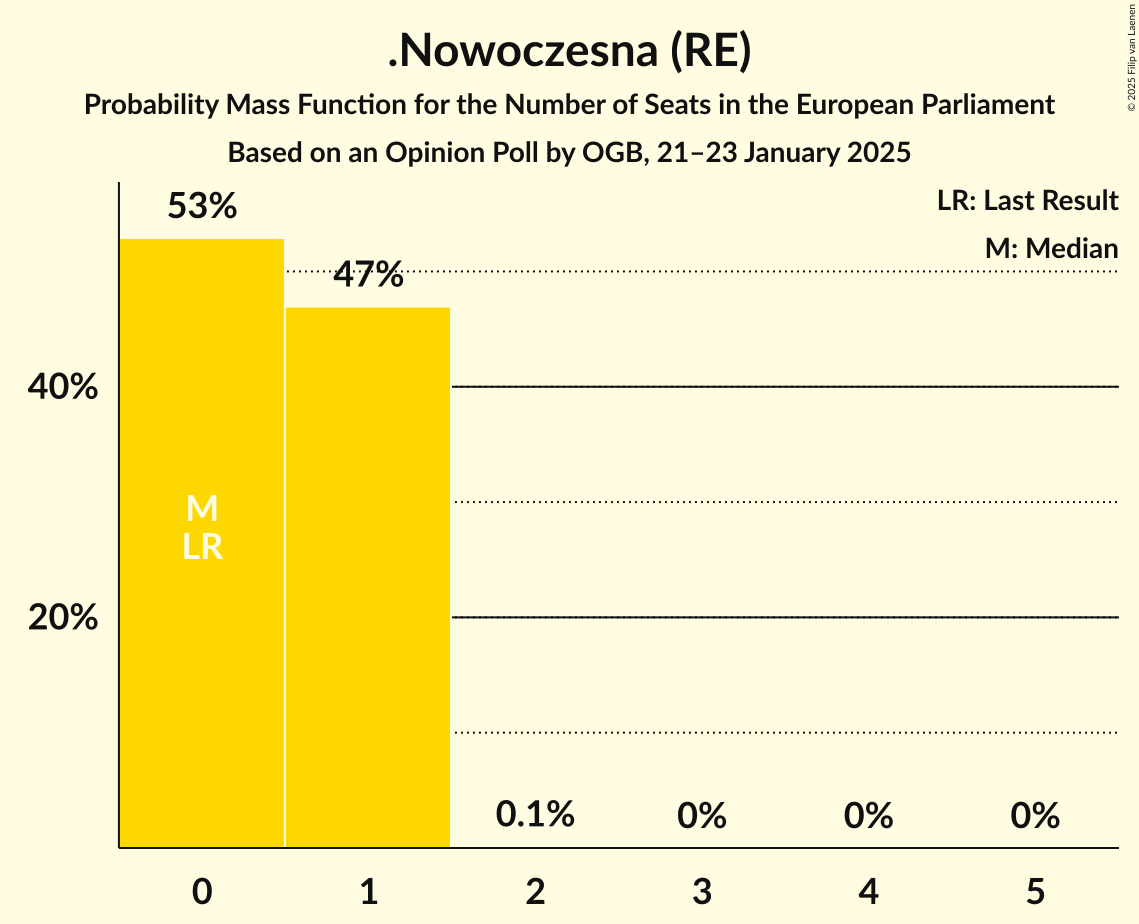 .Nowoczesna (RE)
Probability Mass Function for the Number of Seats in the European Parliament
Based on an Opinion Poll by OGB, 21–23 January 2025
© 2025 Filip van Laenen
LR: Last Result
M: Median
53%
47%
40%
20%
M
LR
0.1%
0%
0%
0%
0
1
2
3
4
5